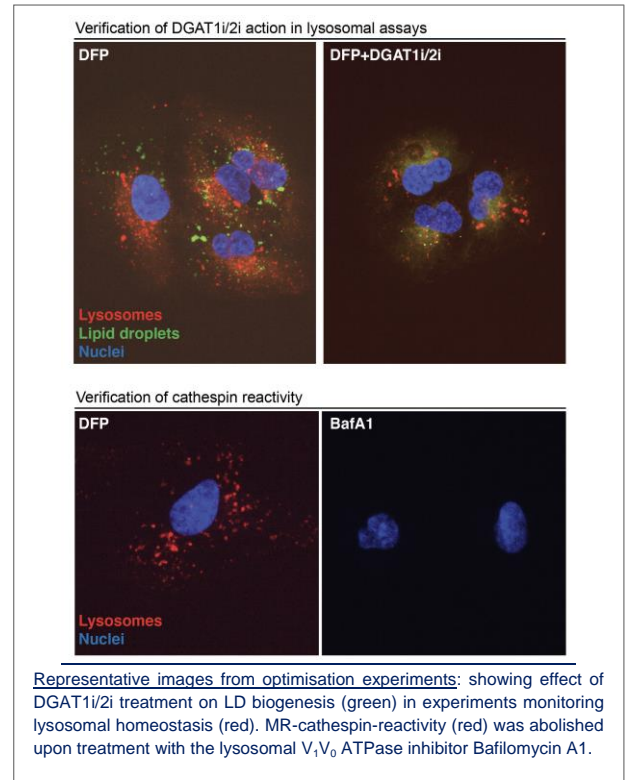 Verification of DGAT1i/2i action in lysosomal assays
DFP
DFP+DGAT1i/2i
Lysosomes
Lipid droplets
Nuclei
Verification of cathespin reactivity
DFP
BafA1
Lysosomes
Nuclei
Representative images from optimisation experiments: showing effect of
DGAT1i/2i treatment on LD biogenesis (green) in experiments monitoring
lysosomal homeostasis (red). MR-cathespin-reactivity (red) was abolished
upon treatment with the lysosomal V₁V₀ ATPase inhibitor Bafilomycin A1.